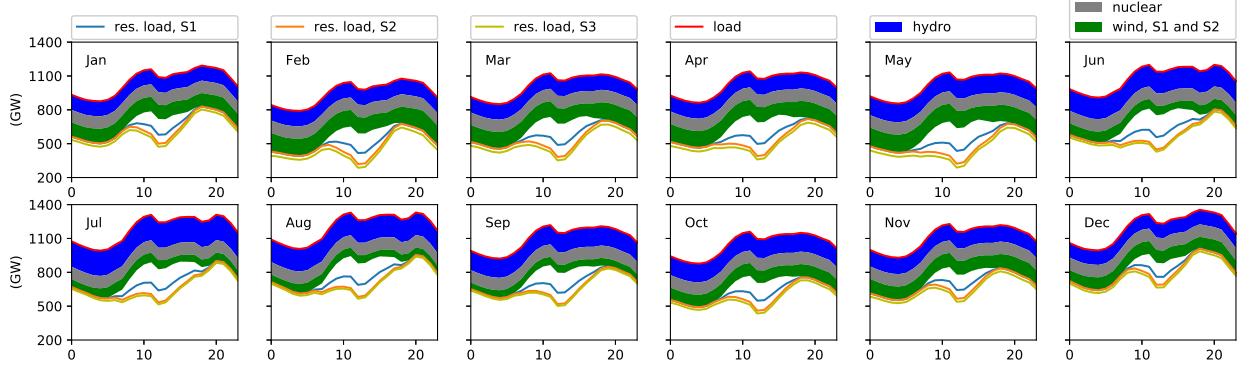 nuclear
res. load, S1 res. load, S2 res. load, S3 load hydro wind, S1 and S2
1400 1100 800 500 200
(GW)
Jan Feb Mar Apr May Jun
0 10 20 0 10 20 0 10 20 0 10 20 0 10 20 0 10 20
1400 1100 800 500 200
(GW)
Jul Aug Sep Oct Nov Dec
0 10 20 0 10 20 0 10 20 0 10 20 0 10 20 0 10 20